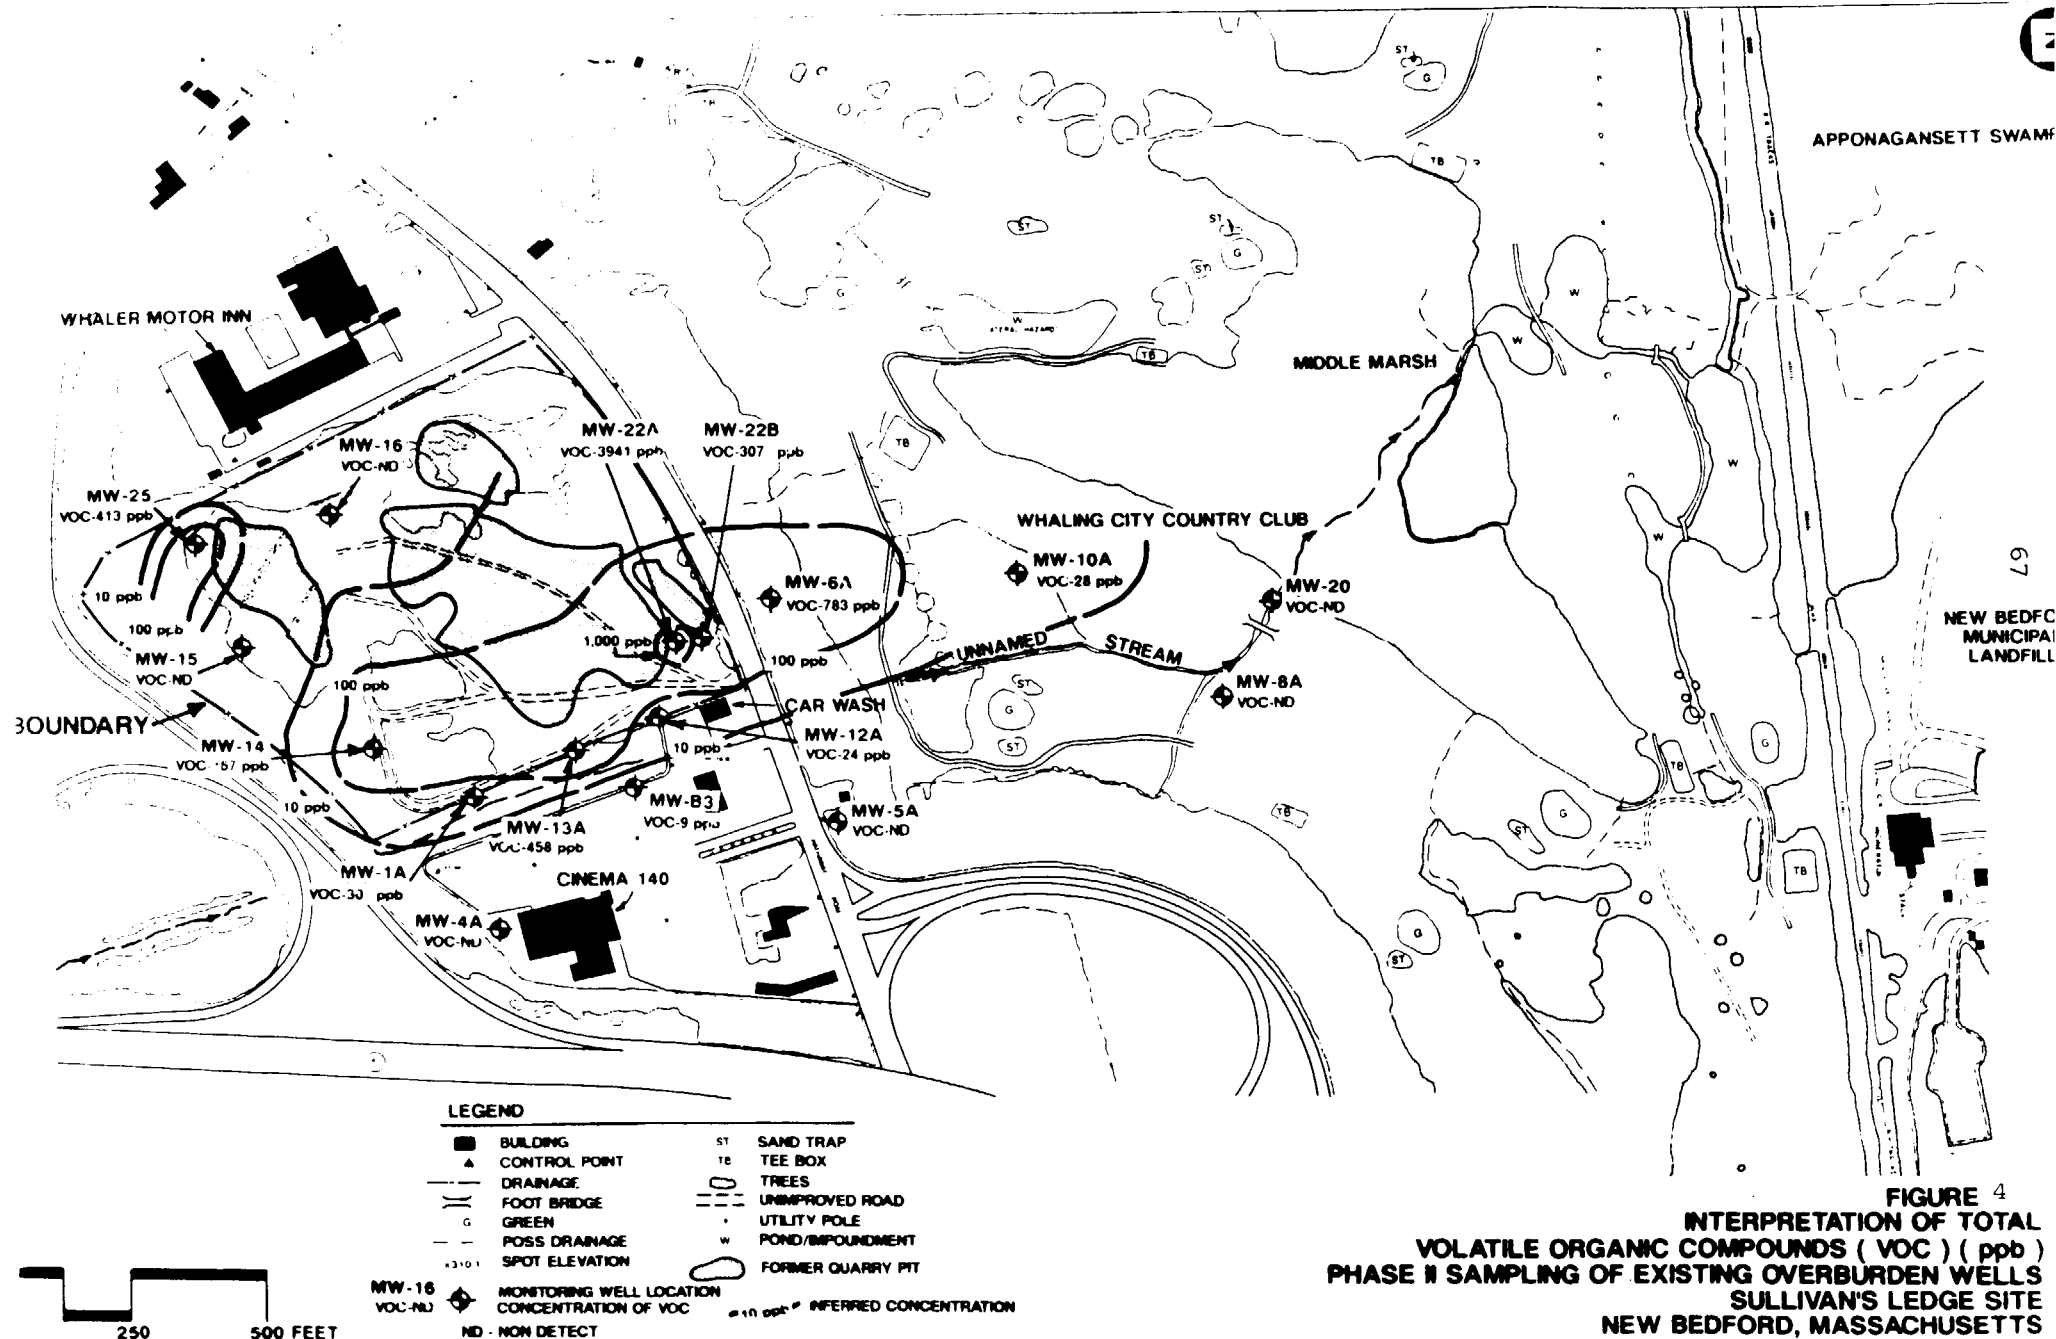 APPONAGANSETT
WHALER MOTOR INN
MIDDLE MARSH
MW-22A
VOC-3941 ppb
MW-22B
VOC-307 ppb
MW-16
VOC-ND
MW-25
VOC-413 ppb
WHALING CITY COUNTRY CLUB
MW-10A
VOC-28 ppb
MW-6A
VOC-783 ppb
MW-20
VOC-ND
10 ppb
100 ppb
1,000 ppb
67
NEW
MUNICIPAL
LANDFILL
MW-15
VOC-ND
UNNAMED STREAM
100 ppb
100 ppb
MW-8A
VOC-ND
BOUNDARY
CAR WASH
MW-14
MW-12A
VOC-24 ppb
10 ppb
10 ppb
MW-B3
VOC-9 ppb
MW-5A
VOC-ND
MW-13A
VOC-458 ppb
MW-1A
CINEMA 140
MW-4A
VOC-ND
ST
G
TB
W
LEGEND
BUILDING
CONTROL POINT
DRAINAGE
FOOT BRIDGE
G GREEN
POSS DRAINAGE
SPOT ELEVATION
MW-16
VOC-ND
MONITORING WELL LOCATION
CONCENTRATION OF VOC
ND - NON DETECT
ST SAND TRAP
TB TEE BOX
TREES
UNIMPROVED ROAD
UTILITY POLE
W POND/IMPOUNDMENT
FORMER QUARRY PIT
10 ppb INFERRED CONCENTRATION
250 500 FEET
FIGURE 4
INTERPRETATION OF TOTAL
VOLATILE ORGANIC COMPOUNDS ( VOC ) ( ppb )
PHASE II SAMPLING OF EXISTING OVERBURDEN WELLS
SULLIVAN'S LEDGE SITE
NEW BEDFORD, MASSACHUSETTS